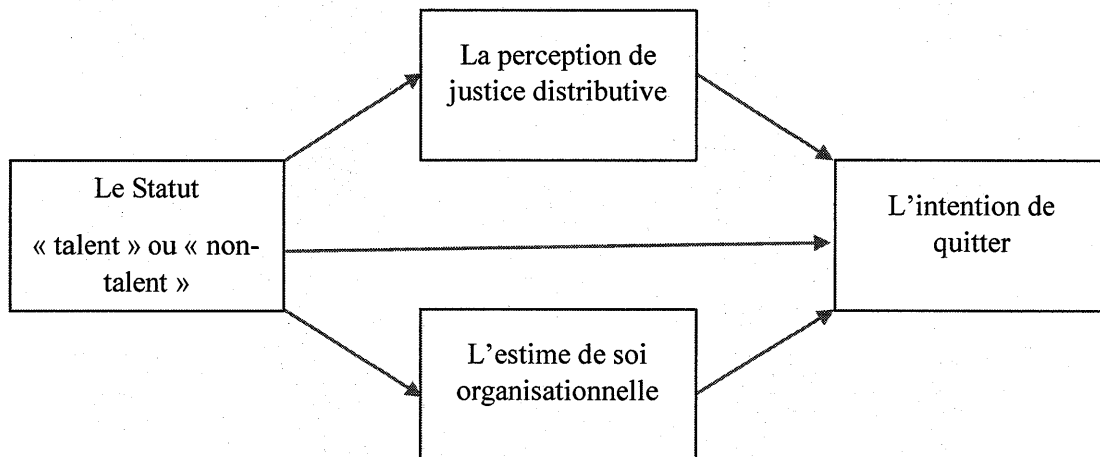 La perception de
justice distributive
Le Statut
« talent » ou « non-
talent »
L’intention de
quitter
L’estime de soi
organisationnelle